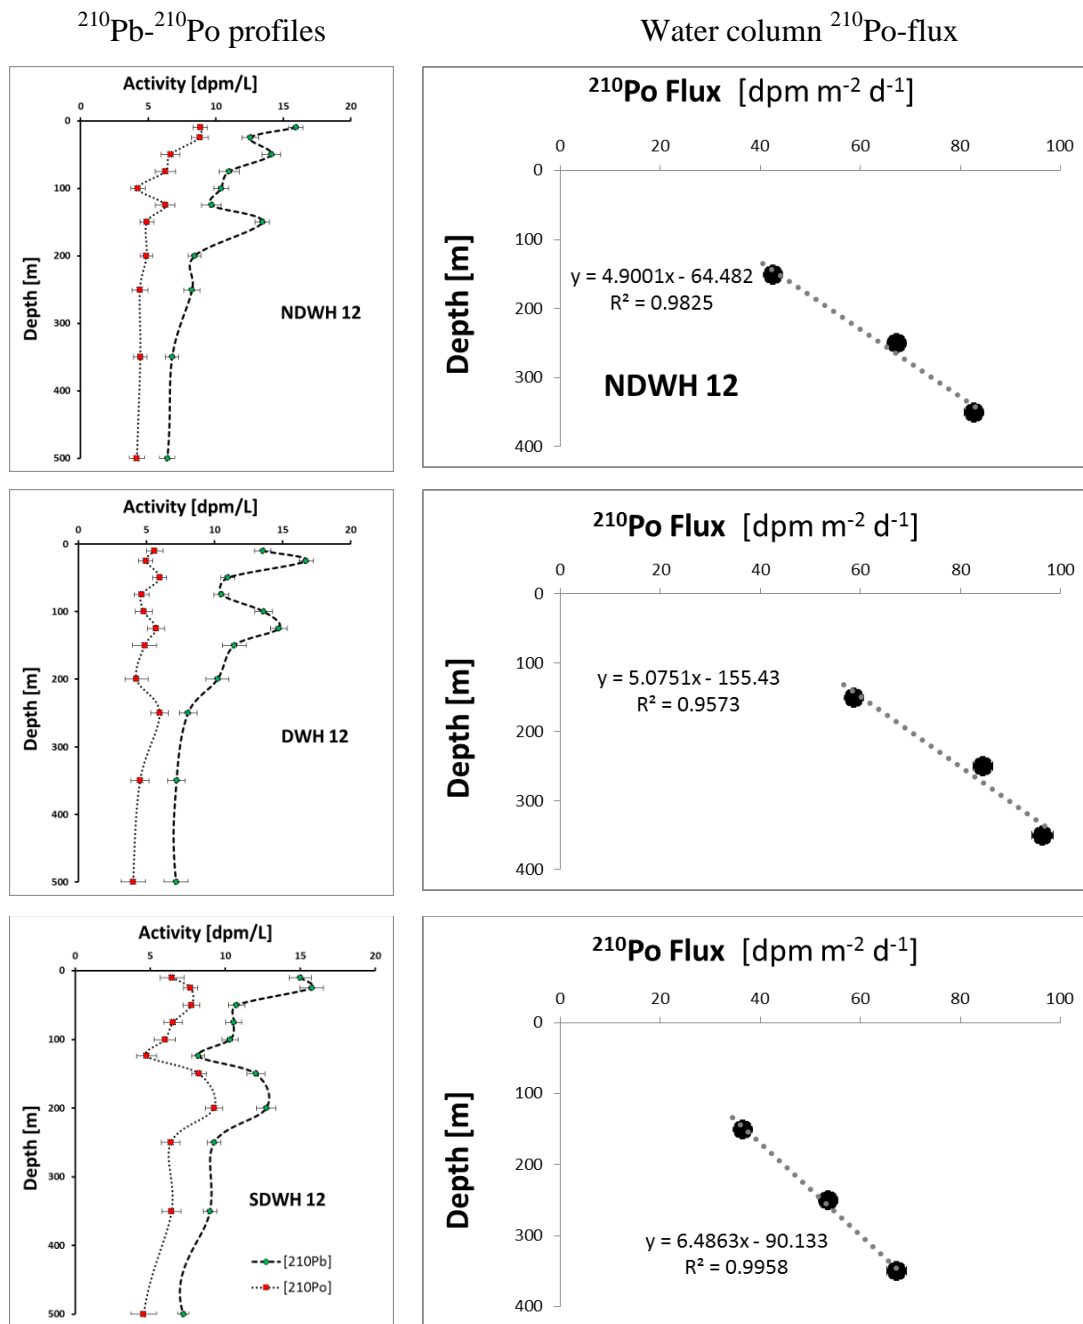 ²¹⁰Pb-²¹⁰Po profiles
Water column ²¹⁰Po-flux
Activity [dpm/L]
0 5 10 15 20
0
100
200
300
400
500
Depth [m]
NDWH 12
²¹⁰Po Flux [dpm m⁻² d⁻¹]
0 20 40 60 80 100
0
100
200
300
400
Depth [m]
y = 4.9001x - 64.482
R² = 0.9825
NDWH 12
Activity [dpm/L]
0 5 10 15 20
0
100
200
300
400
500
Depth [m]
DWH 12
²¹⁰Po Flux [dpm m⁻² d⁻¹]
0 20 40 60 80 100
0
100
200
300
400
Depth [m]
y = 5.0751x - 155.43
R² = 0.9573
Activity [dpm/L]
0 5 10 15 20
0
100
200
300
400
500
Depth [m]
SDWH 12
[210Pb]
[210Po]
²¹⁰Po Flux [dpm m⁻² d⁻¹]
0 20 40 60 80 100
0
100
200
300
400
Depth [m]
y = 6.4863x - 90.133
R² = 0.9958